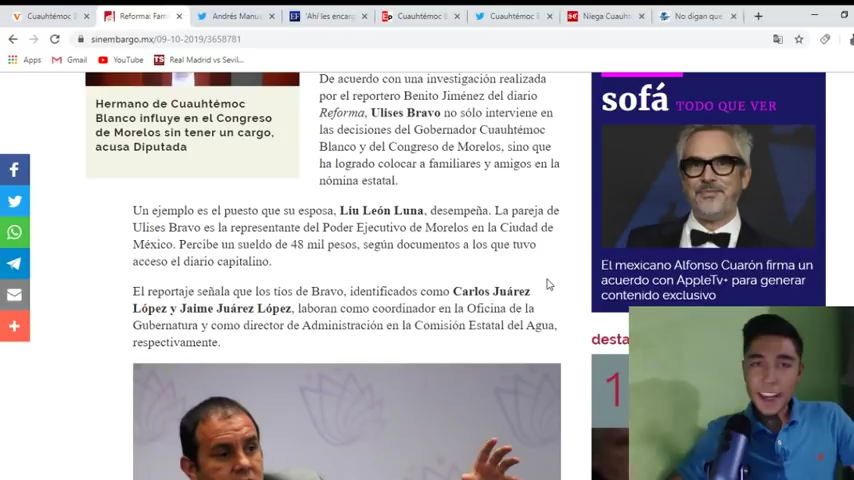 Cuauhtémoc B
Reforma: Fam
Andrés Manue
'Ahí les encarg
Cuauhtémoc B
Cuauhtémoc B
Niega Cuauht
No digan que
sinembargo.mx/09-10-2019/3658781
Apps
Gmail
YouTube
Real Madrid vs Sevil...
Hermano de Cuauhtémoc
Blanco influye en el Congreso
de Morelos sin tener un cargo,
acusa Diputada
De acuerdo con una investigación realizada
por el reportero Benito Jiménez del diario
Reforma, Ulises Bravo no sólo interviene en
las decisiones del Gobernador Cuauhtémoc
Blanco y del Congreso de Morelos, sino que
ha logrado colocar a familiares y amigos en la
nómina estatal.
Un ejemplo es el puesto que su esposa, Liu León Luna, desempeña. La pareja de
Ulises Bravo es la representante del Poder Ejecutivo de Morelos en la Ciudad de
México. Percibe un sueldo de 48 mil pesos, según documentos a los que tuvo
acceso el diario capitalino.
El reportaje señala que los tíos de Bravo, identificados como Carlos Juárez
López y Jaime Juárez López, laboran como coordinador en la Oficina de la
Gubernatura y como director de Administración en la Comisión Estatal del Agua,
respectivamente.
sofá TODO QUE VER
El mexicano Alfonso Cuarón firma un
acuerdo con AppleTv+ para generar
contenido exclusivo
desta
1